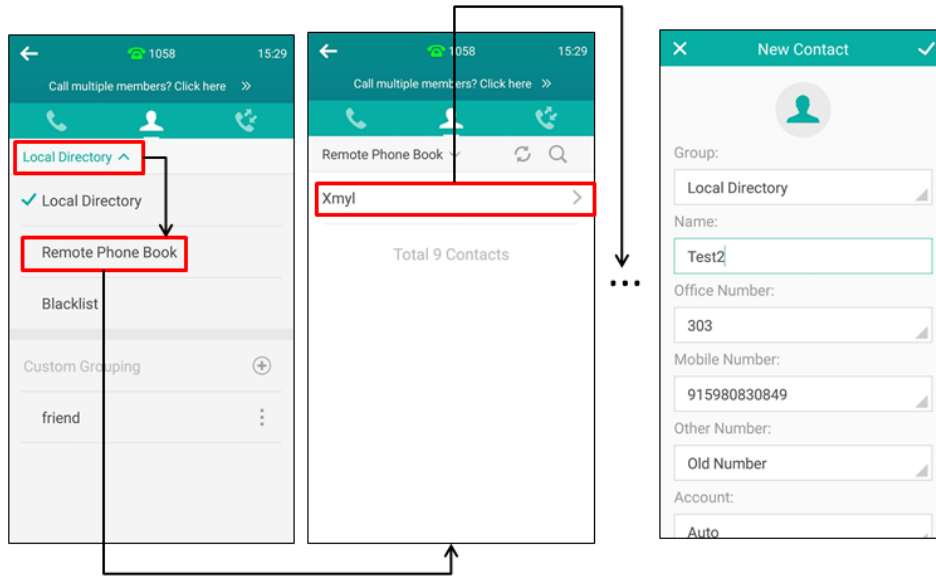 1058
15:29
Call multiple members? Click here »
Local Directory
Local Directory
Remote Phone Book
Blacklist
Custom Grouping
friend
1058
15:29
Call multiple members? Click here »
Remote Phone Book
Xmyl
Total 9 Contacts
...
New Contact
Group:
Local Directory
Name:
Test2
Office Number:
303
Mobile Number:
915980830849
Other Number:
Old Number
Account:
Auto